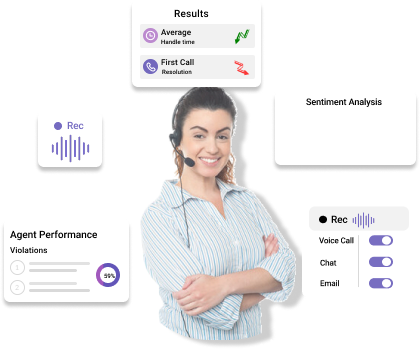 Results
Average
Handle time
First Call
Resolution
Sentiment Analysis
Rec
Rec
Voice Call
Chat
Email
Agent Performance
Violations
1
2
59%